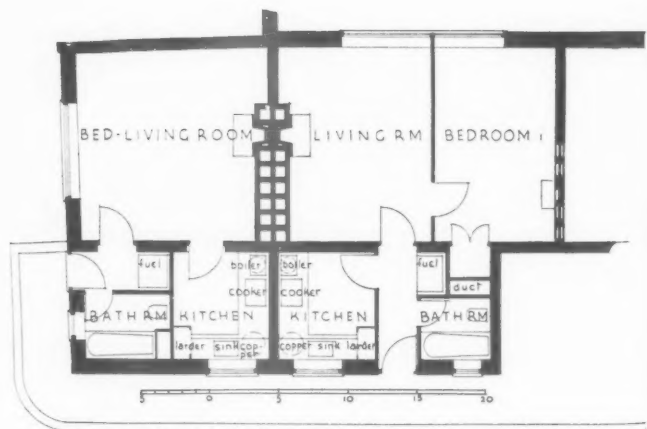 BED-LIVING ROOM LIVING RM BEDROOM 1
fuel boiler boiler fuel
cooker cooker duct
BATH RM KITCHEN KITCHEN BATH RM
larder sink cop- copper sink larder
per
5 0 5 10 15 20